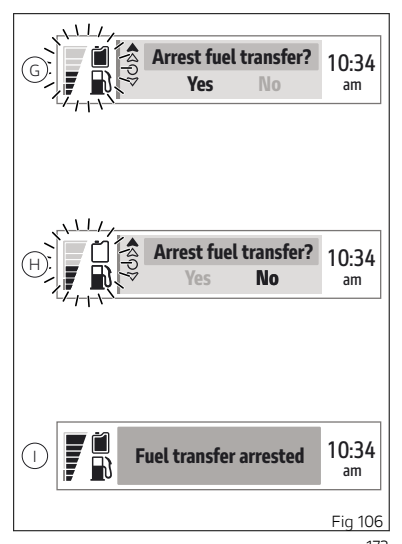 G
Arrest fuel transfer?
Yes No
10:34
am
H
Arrest fuel transfer?
Yes No
10:34
am
I
Fuel transfer arrested
10:34
am
Fig 106
173